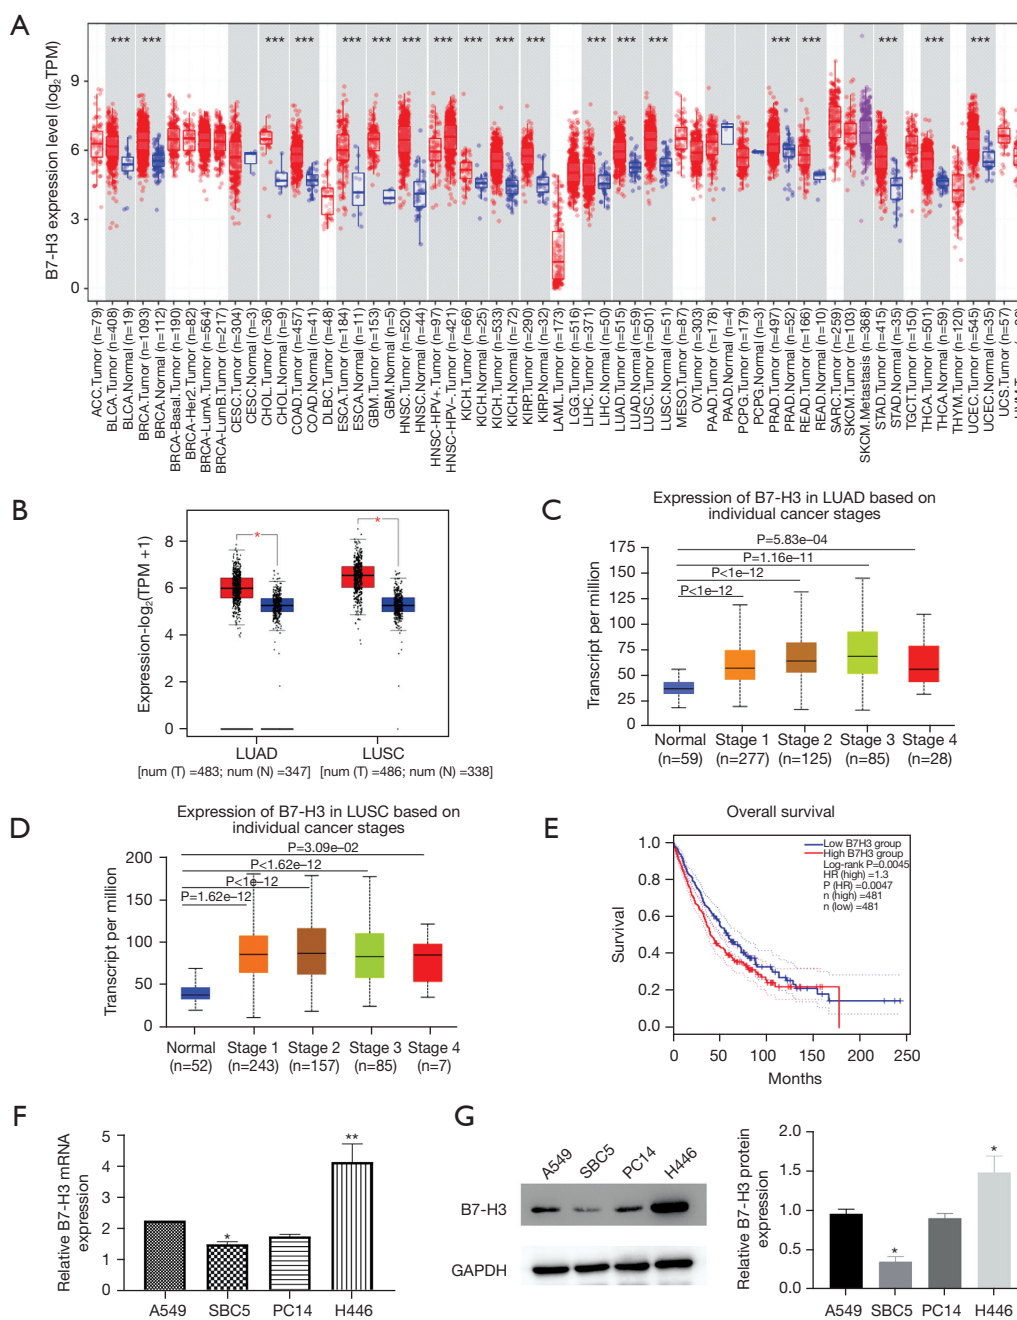 A
B7-H3 expression level (log2TPM)
*** *** *** *** *** *** *** *** *** *** *** *** *** *** *** *** *** *** ***
9
6
3
0
ACC.Tumor (n=79)
BLCA.Tumor (n=408)
BLCA.Normal (n=19)
BRCA.Tumor (n=1093)
BRCA.Normal (n=112)
BRCA-Basal.Tumor (n=190)
BRCA-Her2.Tumor (n=82)
BRCA-LumA.Tumor (n=564)
BRCA-LumB.Tumor (n=217)
CESC.Tumor (n=304)
CESC.Normal (n=3)
CHOL.Tumor (n=36)
CHOL.Normal (n=9)
COAD.Tumor (n=457)
COAD.Normal (n=41)
DLBC.Tumor (n=48)
ESCA.Tumor (n=184)
ESCA.Normal (n=11)
GBM.Tumor (n=153)
GBM.Normal (n=5)
HNSC.Tumor (n=520)
HNSC.Normal (n=44)
HNSC-HPV+.Tumor (n=97)
HNSC-HPV-.Tumor (n=421)
KICH.Tumor (n=66)
KICH.Normal (n=25)
KICH.Tumor (n=533)
KICH.Normal (n=72)
KIRP.Tumor (n=290)
KIRP.Normal (n=32)
LAML.Tumor (n=173)
LGG.Tumor (n=516)
LIHC.Tumor (n=371)
LIHC.Normal (n=50)
LUAD.Tumor (n=515)
LUAD.Normal (n=59)
LUSC.Tumor (n=501)
LUSC.Normal (n=51)
MESO.Tumor (n=87)
OV.Tumor (n=303)
PAAD.Tumor (n=178)
PAAD.Normal (n=4)
PCPG.Tumor (n=179)
PCPG.Normal (n=3)
PRAD.Tumor (n=497)
PRAD.Normal (n=52)
READ.Tumor (n=166)
READ.Normal (n=10)
SARC.Tumor (n=259)
SKCM.Tumor (n=103)
SKCM.Metastasis (n=368)
STAD.Tumor (n=415)
STAD.Normal (n=35)
TGCT.Tumor (n=150)
THCA.Tumor (n=501)
THCA.Normal (n=59)
THYM.Tumor (n=120)
UCEC.Tumor (n=545)
UCEC.Normal (n=35)
UCS.Tumor (n=57)
B
Expression-log2(TPM +1)
8
6
4
2
0
* *
LUAD LUSC
[num (T) =483; num (N) =347] [num (T) =486; num (N) =338]
C
Expression of B7-H3 in LUAD based on
individual cancer stages
Transcript per million
175
150
125
100
75
50
25
0
P=5.83e–04
P=1.16e–11
P<1e–12
P<1e–12
Normal Stage 1 Stage 2 Stage 3 Stage 4
(n=59) (n=277) (n=125) (n=85) (n=28)
D
Expression of B7-H3 in LUSC based on
individual cancer stages
Transcript per million
200
150
100
50
0
P=3.09e–02
P<1.62e–12
P<1e–12
P=1.62e–12
Normal Stage 1 Stage 2 Stage 3 Stage 4
(n=52) (n=243) (n=157) (n=85) (n=7)
E
Overall survival
Survival
1.0
0.8
0.6
0.4
0.2
0.0
Low B7H3 group
High B7H3 group
Log-rank P=0.0045
HR (high) =1.3
P (HR) =0.0047
n (high) =481
n (low) =481
0 50 100 150 200 250
Months
F
Relative B7-H3 mRNA
expression
5
4
3
2
1
0
* **
A549 SBC5 PC14 H446
G
A549 SBC5 PC14 H446
B7-H3
GAPDH
Relative B7-H3 protein
expression
2.0
1.5
1.0
0.5
0.0
* *
A549 SBC5 PC14 H446